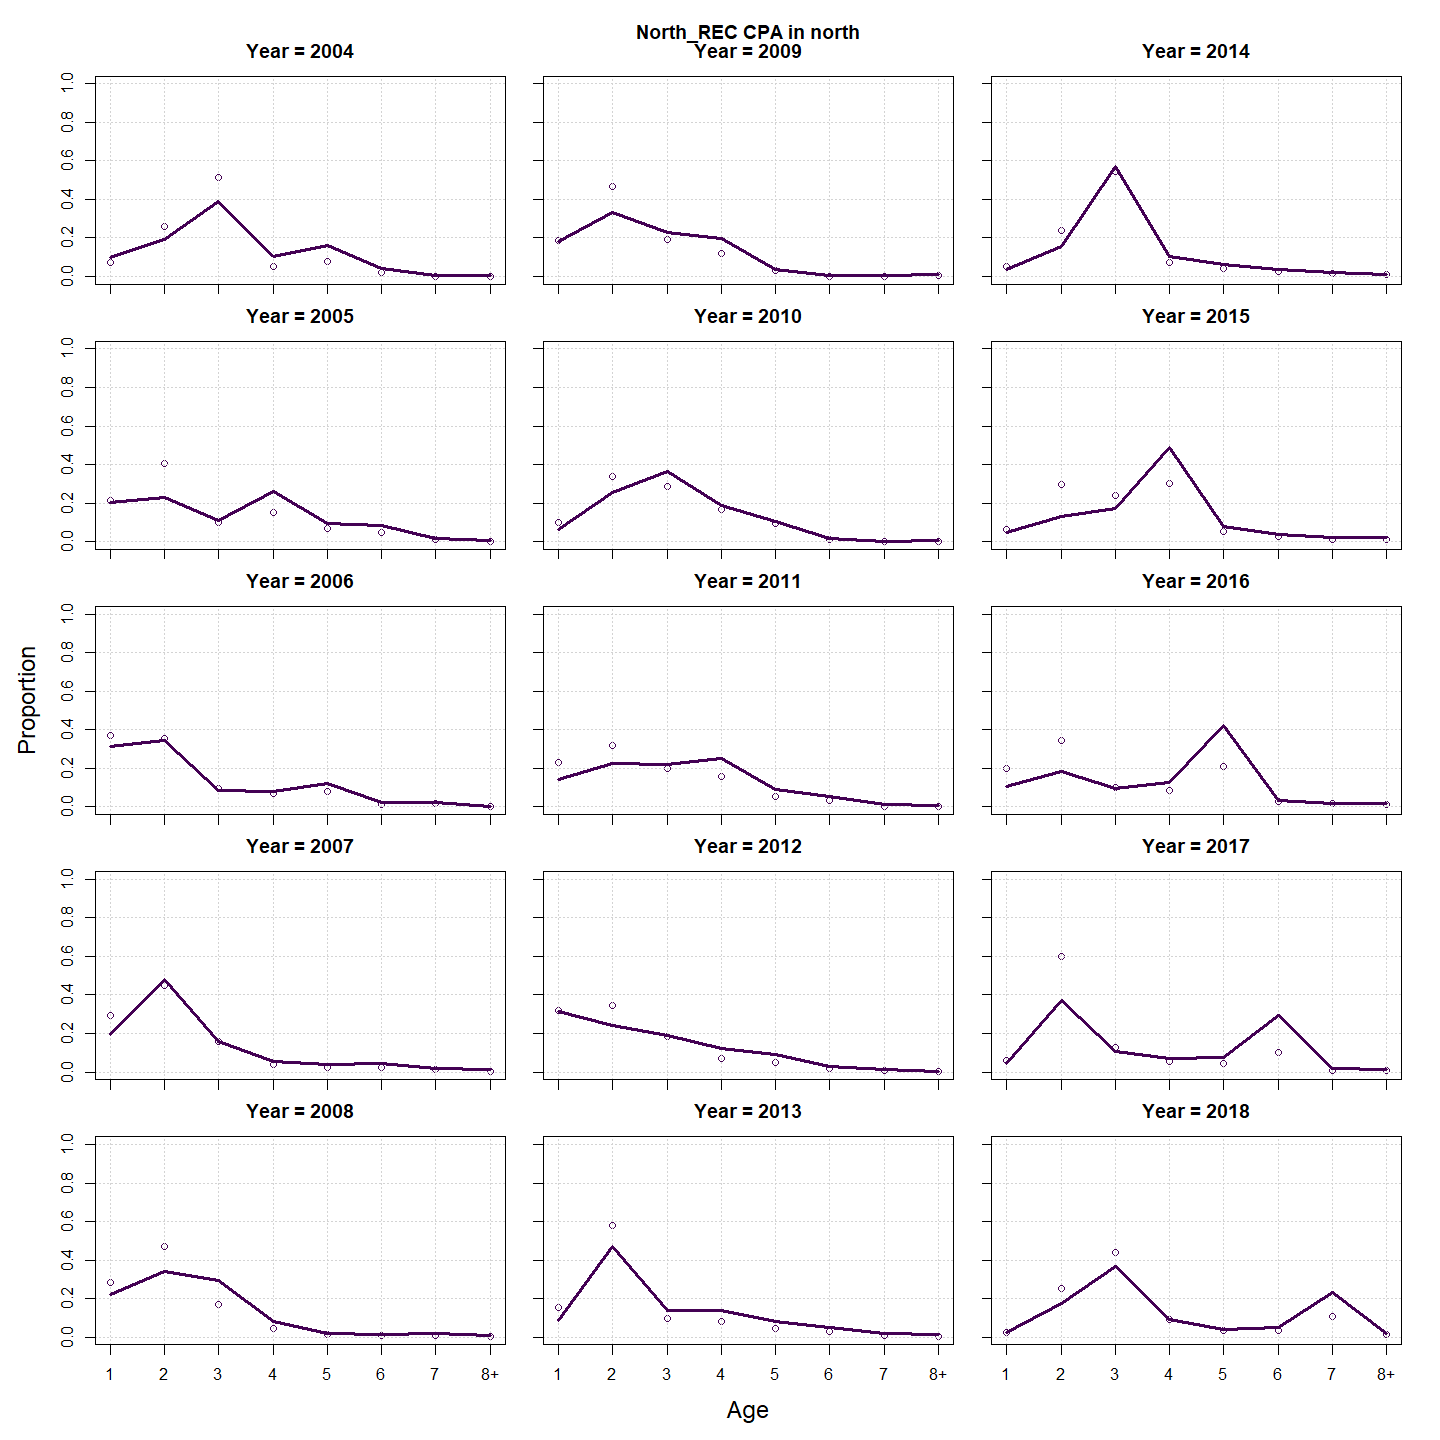 North_REC CPA in north
Year = 2004
Year = 2009
Year = 2014
0.0 0.2 0.4 0.6 0.8 1.0
Year = 2005
Year = 2010
Year = 2015
0.0 0.2 0.4 0.6 0.8 1.0
Year = 2006
Year = 2011
Year = 2016
0.0 0.2 0.4 0.6 0.8 1.0
Proportion
Year = 2007
Year = 2012
Year = 2017
0.0 0.2 0.4 0.6 0.8 1.0
Year = 2008
Year = 2013
Year = 2018
0.0 0.2 0.4 0.6 0.8 1.0
1 2 3 4 5 6 7 8+
1 2 3 4 5 6 7 8+
1 2 3 4 5 6 7 8+
Age